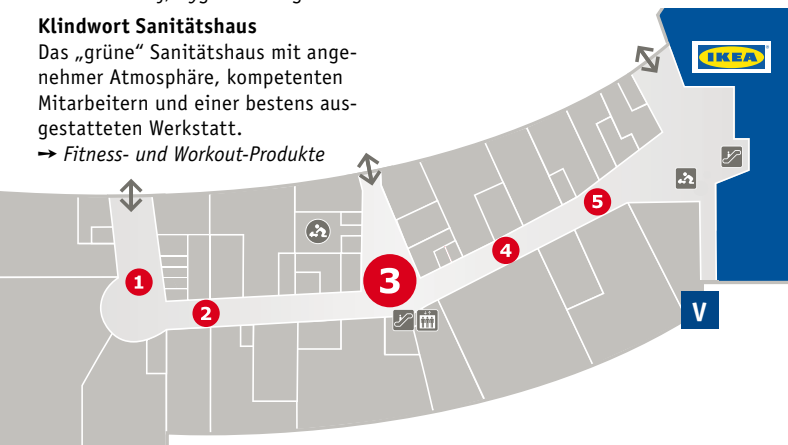 Klindwort Sanitätshaus
Das „grüne“ Sanitätshaus mit ange-
nehmer Atmosphäre, kompetenten
Mitarbeitern und einer bestens aus-
gestatteten Werkstatt.
→ Fitness- und Workout-Produkte
IKEA
5
4
1
3
2
V